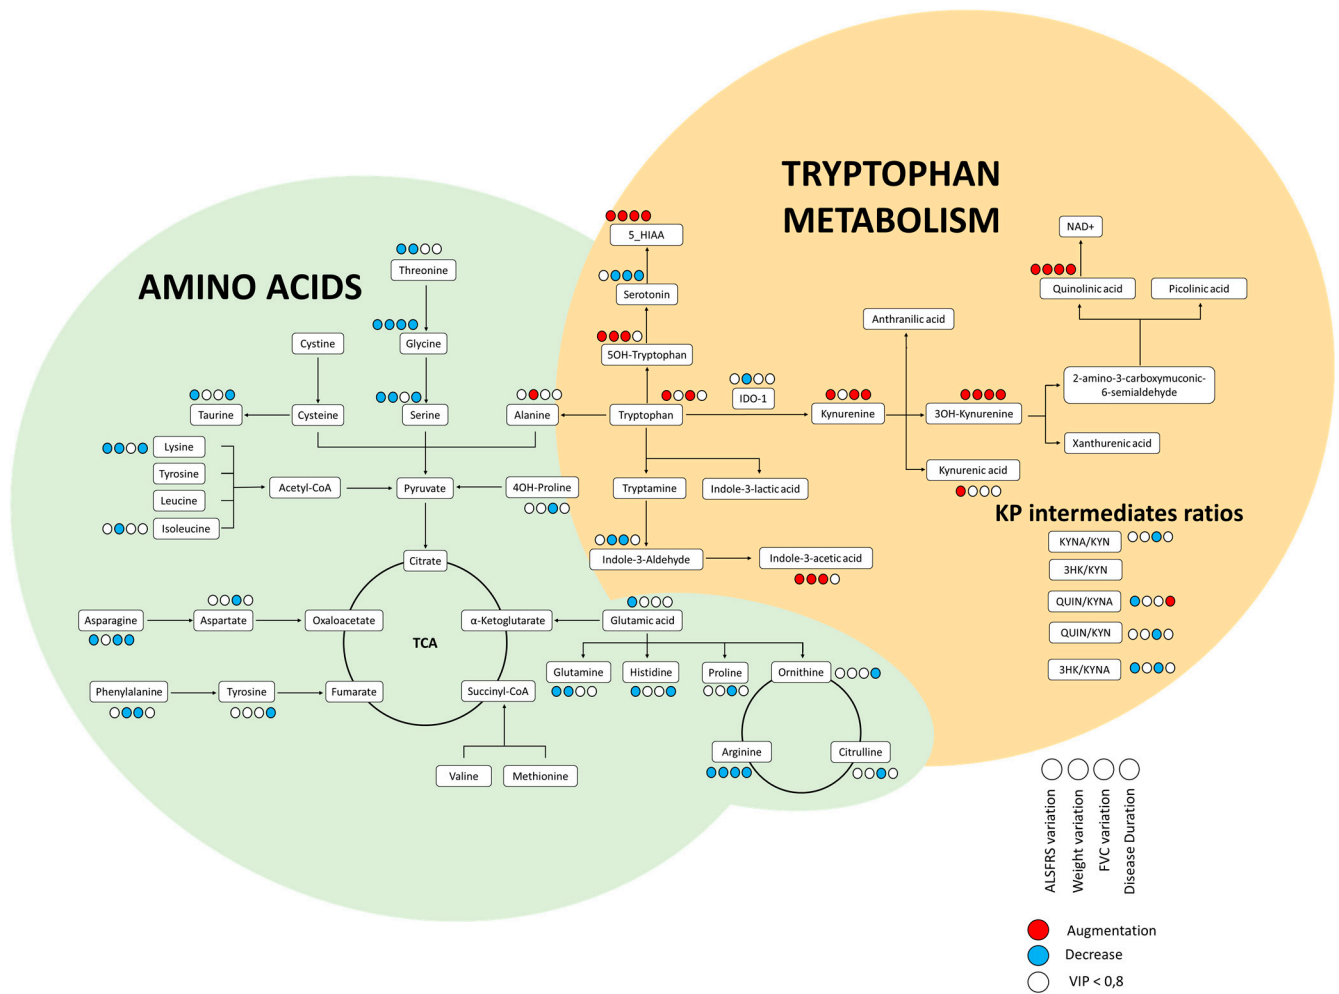 TRYPTOPHAN
METABOLISM
AMINO ACIDS
5_HIAA
NAD+
Threonine
Serotonin
Quinolinic acid
Picolinic acid
Anthranilic acid
Cystine
Glycine
5OH-Tryptophan
2-amino-3-carboxymuconic-
6-semialdehyde
IDO-1
Taurine
Cysteine
Serine
Alanine
Tryptophan
Kynurenine
3OH-Kynurenine
Xanthurenic acid
Lysine
Tyrosine
Leucine
Isoleucine
Acetyl-CoA
Pyruvate
4OH-Proline
Tryptamine
Indole-3-lactic acid
Kynurenic acid
KP intermediates ratios
KYNA/KYN
3HK/KYN
QUIN/KYNA
QUIN/KYN
3HK/KYNA
Citrate
Indole-3-Aldehyde
Indole-3-acetic acid
Asparagine
Aspartate
Oxaloacetate
α-Ketoglutarate
Glutamic acid
TCA
Glutamine
Histidine
Proline
Ornithine
Phenylalanine
Tyrosine
Fumarate
Succinyl-CoA
Arginine
Citrulline
Valine
Methionine
ALSFRS variation
Weight variation
FVC variation
Disease Duration
Augmentation
Decrease
VIP < 0,8